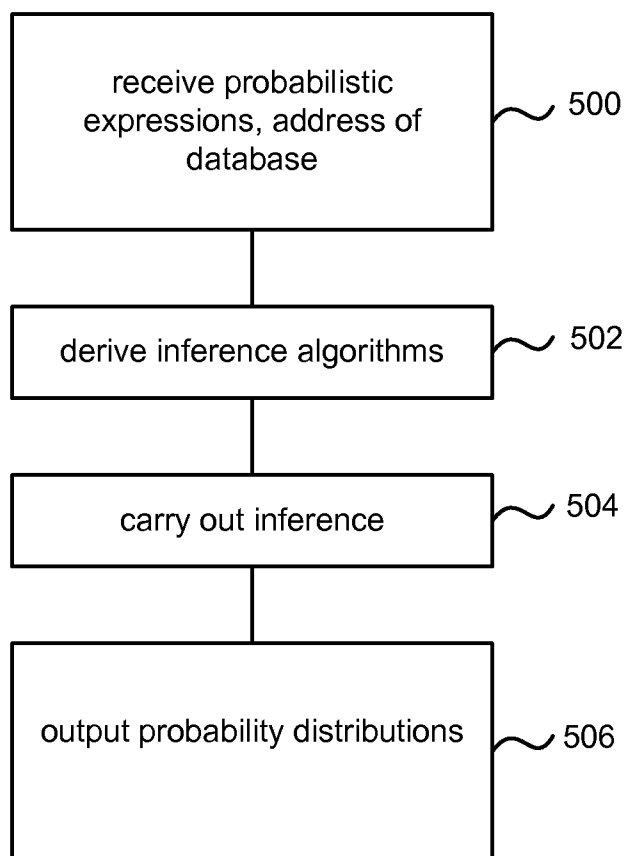 receive probabilistic
expressions, address of
database
500
derive inference algorithms
502
carry out inference
504
output probability distributions
506